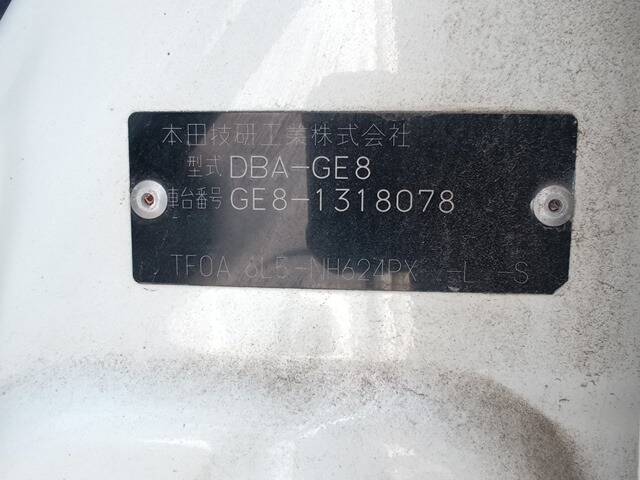 本田技研工業株式会社
型式 DBA-GE8
車台番号 GE8-1318078
TF0A 6L5-NH624PX -L -S